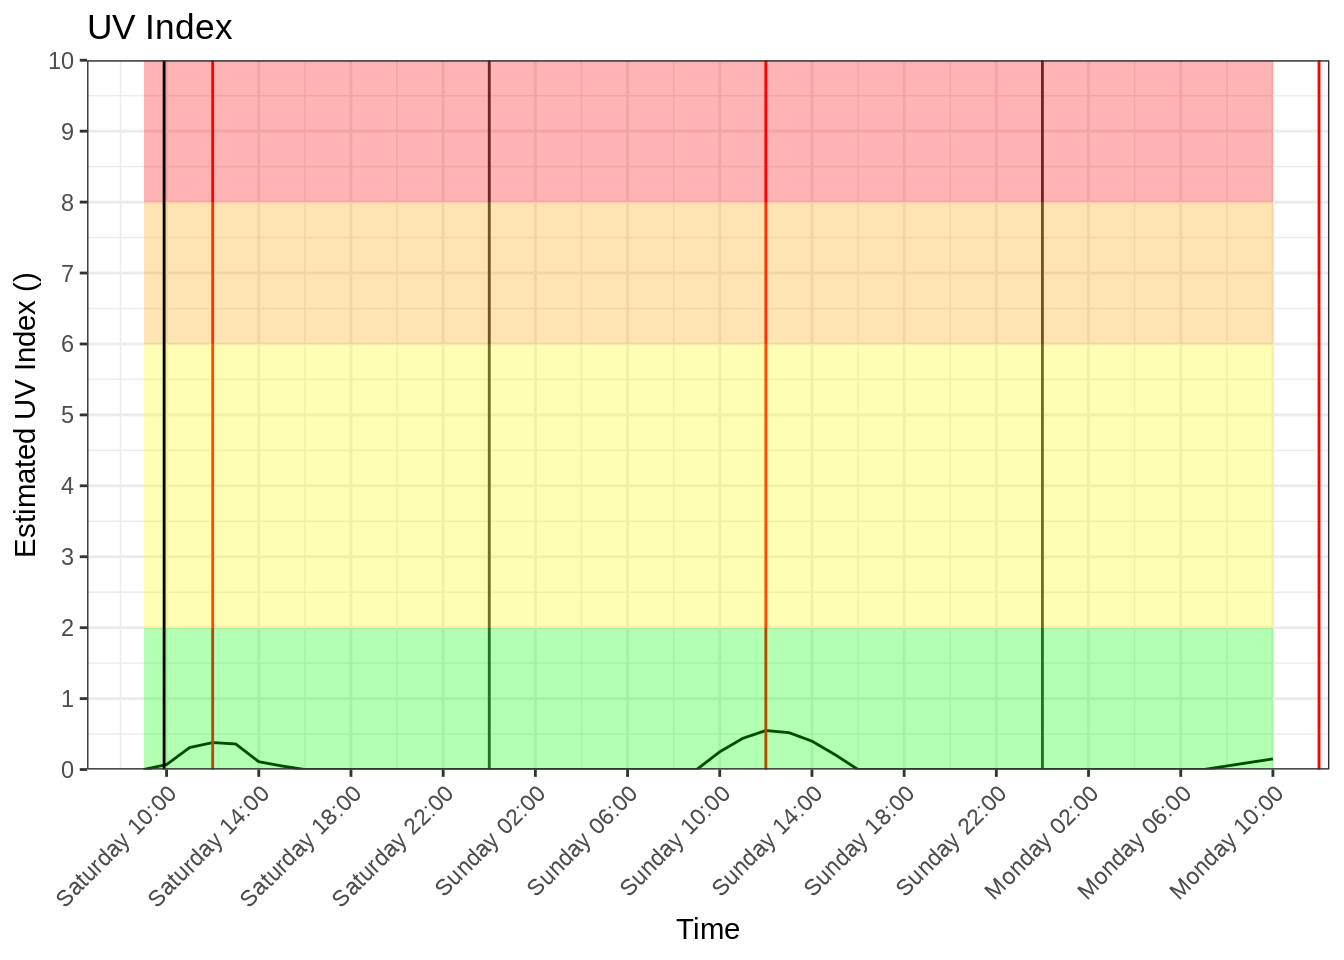 UV Index
Estimated UV Index ()
10
9
8
7
6
5
4
3
2
1
0
Saturday 10:00
Saturday 14:00
Saturday 18:00
Saturday 22:00
Sunday 02:00
Sunday 06:00
Sunday 10:00
Sunday 14:00
Sunday 18:00
Sunday 22:00
Monday 02:00
Monday 06:00
Monday 10:00
Time